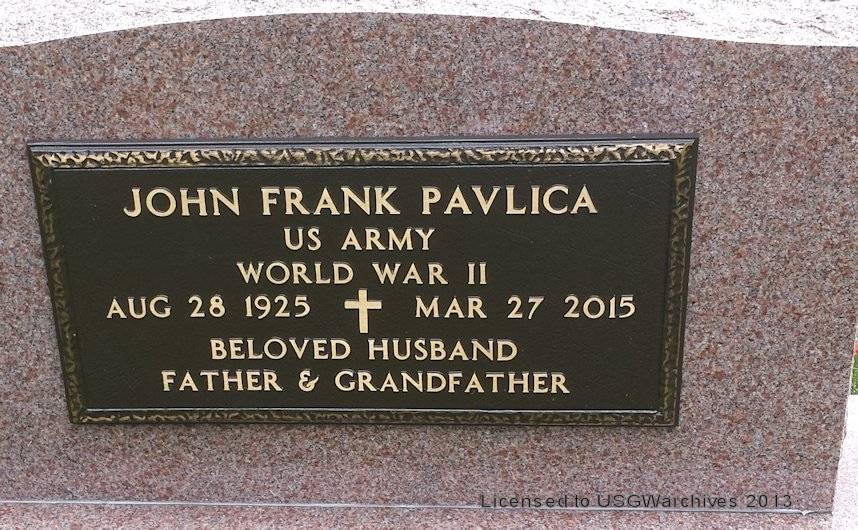 JOHN FRANK PAVLICA
US ARMY
WORLD WAR II
AUG 28 1925 MAR 27 2015
BELOVED HUSBAND
FATHER & GRANDFATHER
Licensed to USGWarchives 2013